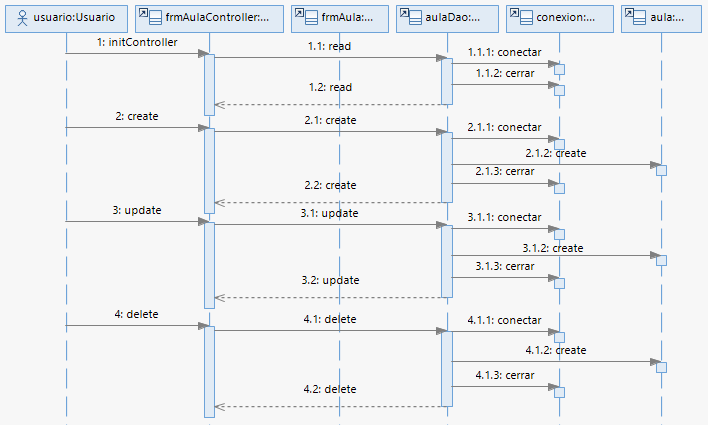 usuario:Usuario
frmAulaController:...
frmAula:...
aulaDao:...
conexion:...
aula:...
1: initController
1.1: read
1.1.1: conectar
1.1.2: cerrar
1.2: read
2: create
2.1: create
2.1.1: conectar
2.1.2: create
2.1.3: cerrar
2.2: create
3: update
3.1: update
3.1.1: conectar
3.1.2: create
3.1.3: cerrar
3.2: update
4: delete
4.1: delete
4.1.1: conectar
4.1.2: create
4.1.3: cerrar
4.2: delete